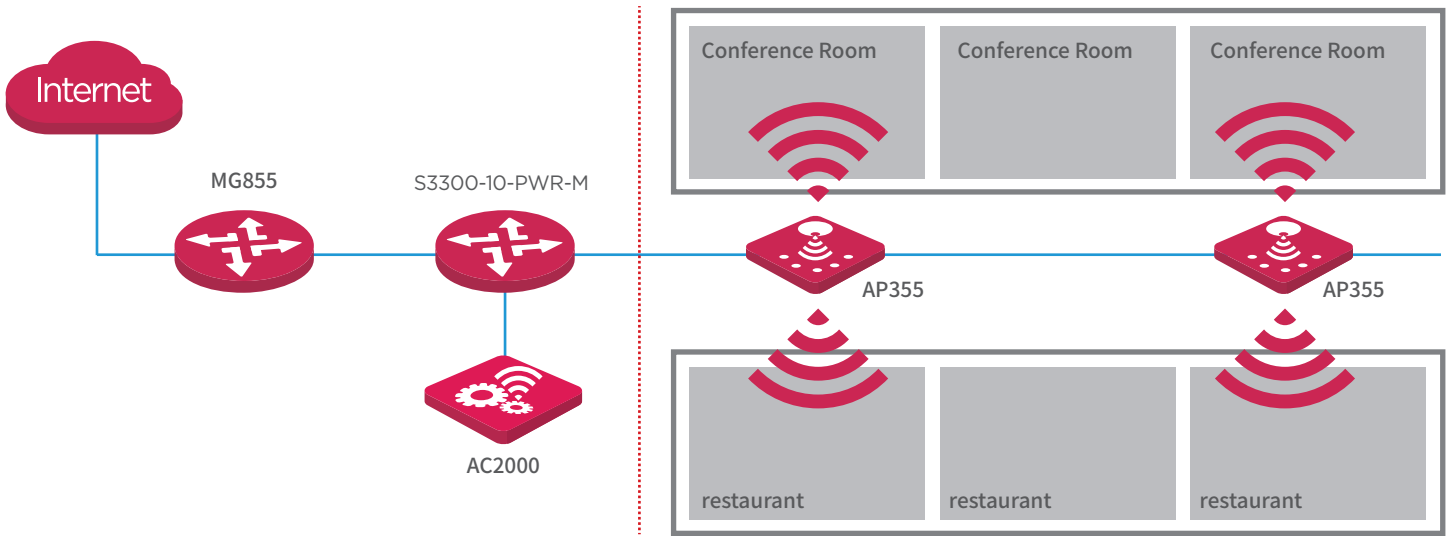 Internet
MG855
S3300-10-PWR-M
AC2000
Conference Room
Conference Room
Conference Room
AP355
AP355
restaurant
restaurant
restaurant